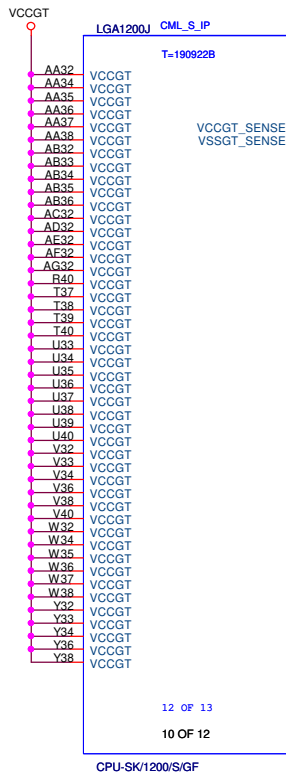 VCCGT
LGA1200J CML_S_IP
T=190922B
AA32 VCCGT
AA34 VCCGT
AA35 VCCGT
AA36 VCCGT
AA37 VCCGT VCCGT_SENSE
AA38 VCCGT VSSGT_SENSE
AB32 VCCGT
AB33 VCCGT
AB34 VCCGT
AB35 VCCGT
AB36 VCCGT
AC32 VCCGT
AD32 VCCGT
AE32 VCCGT
AF32 VCCGT
AG32 VCCGT
R40 VCCGT
T37 VCCGT
T38 VCCGT
T39 VCCGT
T40 VCCGT
U33 VCCGT
U34 VCCGT
U35 VCCGT
U36 VCCGT
U37 VCCGT
U38 VCCGT
U39 VCCGT
U40 VCCGT
V32 VCCGT
V33 VCCGT
V34 VCCGT
V36 VCCGT
V38 VCCGT
V40 VCCGT
W32 VCCGT
W34 VCCGT
W35 VCCGT
W36 VCCGT
W37 VCCGT
W38 VCCGT
Y32 VCCGT
Y33 VCCGT
Y34 VCCGT
Y36 VCCGT
Y38 VCCGT
12 OF 13
10 OF 12
CPU-SK/1200/S/GF